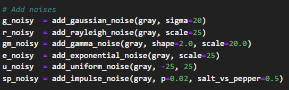 # Add noises
g_noisy = add_gaussian_noise(gray, sigma=20)
r_noisy = add_rayleigh_noise(gray, scale=25)
gm_noisy = add_gamma_noise(gray, shape=2.0, scale=20.0)
e_noisy = add_exponential_noise(gray, scale=25)
u_noisy = add_uniform_noise(gray, -25, 25)
sp_noisy = add_impulse_noise(gray, p=0.02, salt_vs_pepper=0.5)